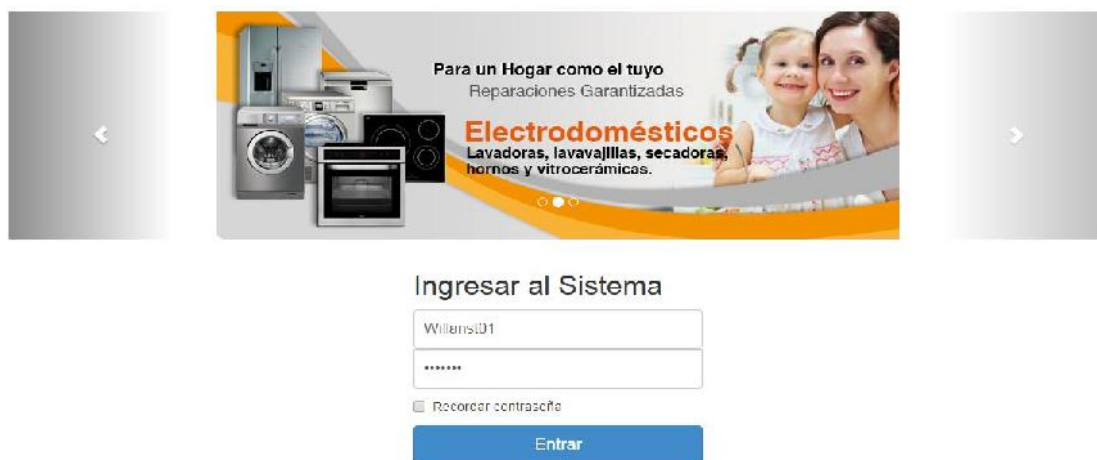 Para un Hogar como el tuyo
Reparaciones Garantizadas
Electrodomésticos
Lavadoras, lavavajillas, secadoras,
hornos y vitrocerámicas.
Ingresar al Sistema
Willanst01
•••••••
Recordar contraseña
Entrar